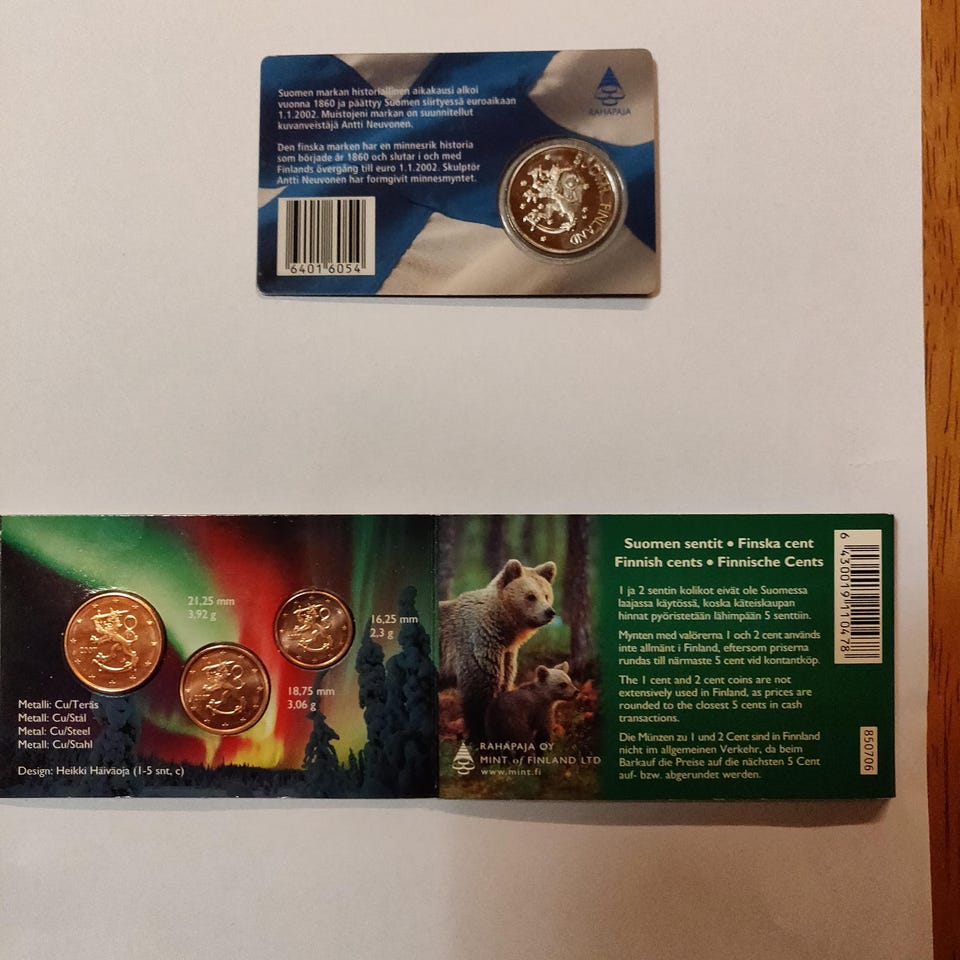 Suomen markan historiallinen aikakausi alkoi
vuonna 1860 ja päättyy Suomen siirtyessä euroaikaan
1.1.2002. Muistojeni markan on suunnitellut
kuvanveistäjä Antti Neuvonen.
Den finska marken har en minnesrik historia
som började år 1860 och slutar i och med
Finlands övergång till euro 1.1.2002. Skulptör
Antti Neuvonen har formgivit minnesmyntet.
6401 6054
RAHAPAJA
SUOMI FINLAND
21,25 mm
3,92 g
16,25 mm
2,3 g
18,75 mm
3,06 g
2007
Metalli: Cu/Teräs
Metall: Cu/Stål
Metal: Cu/Steel
Metall: Cu/Stahl
Design: Heikki Häiväoja (1-5 snt, c)
RAHAPAJA OY
MINT of FINLAND LTD
www.mint.fi
Suomen sentit • Finska cent
Finnish cents • Finnische Cents
1 ja 2 sentin kolikot eivät ole Suomessa
laajassa käytössä, koska käteiskaupan
hinnat pyöristetään lähimpään 5 senttiin.
Mynten med valörerna 1 och 2 cent används
inte allmänt i Finland, eftersom priserna
rundas till närmaste 5 cent vid kontantköp.
The 1 cent and 2 cent coins are not
extensively used in Finland, as prices are
rounded to the closest 5 cents in cash
transactions.
Die Münzen zu 1 und 2 Cent sind in Finnland
nicht im allgemeinen Verkehr, da beim
Barkauf die Preise auf die nächsten 5 Cent
auf- bzw. abgerundet werden.
6 430019 110478
850706